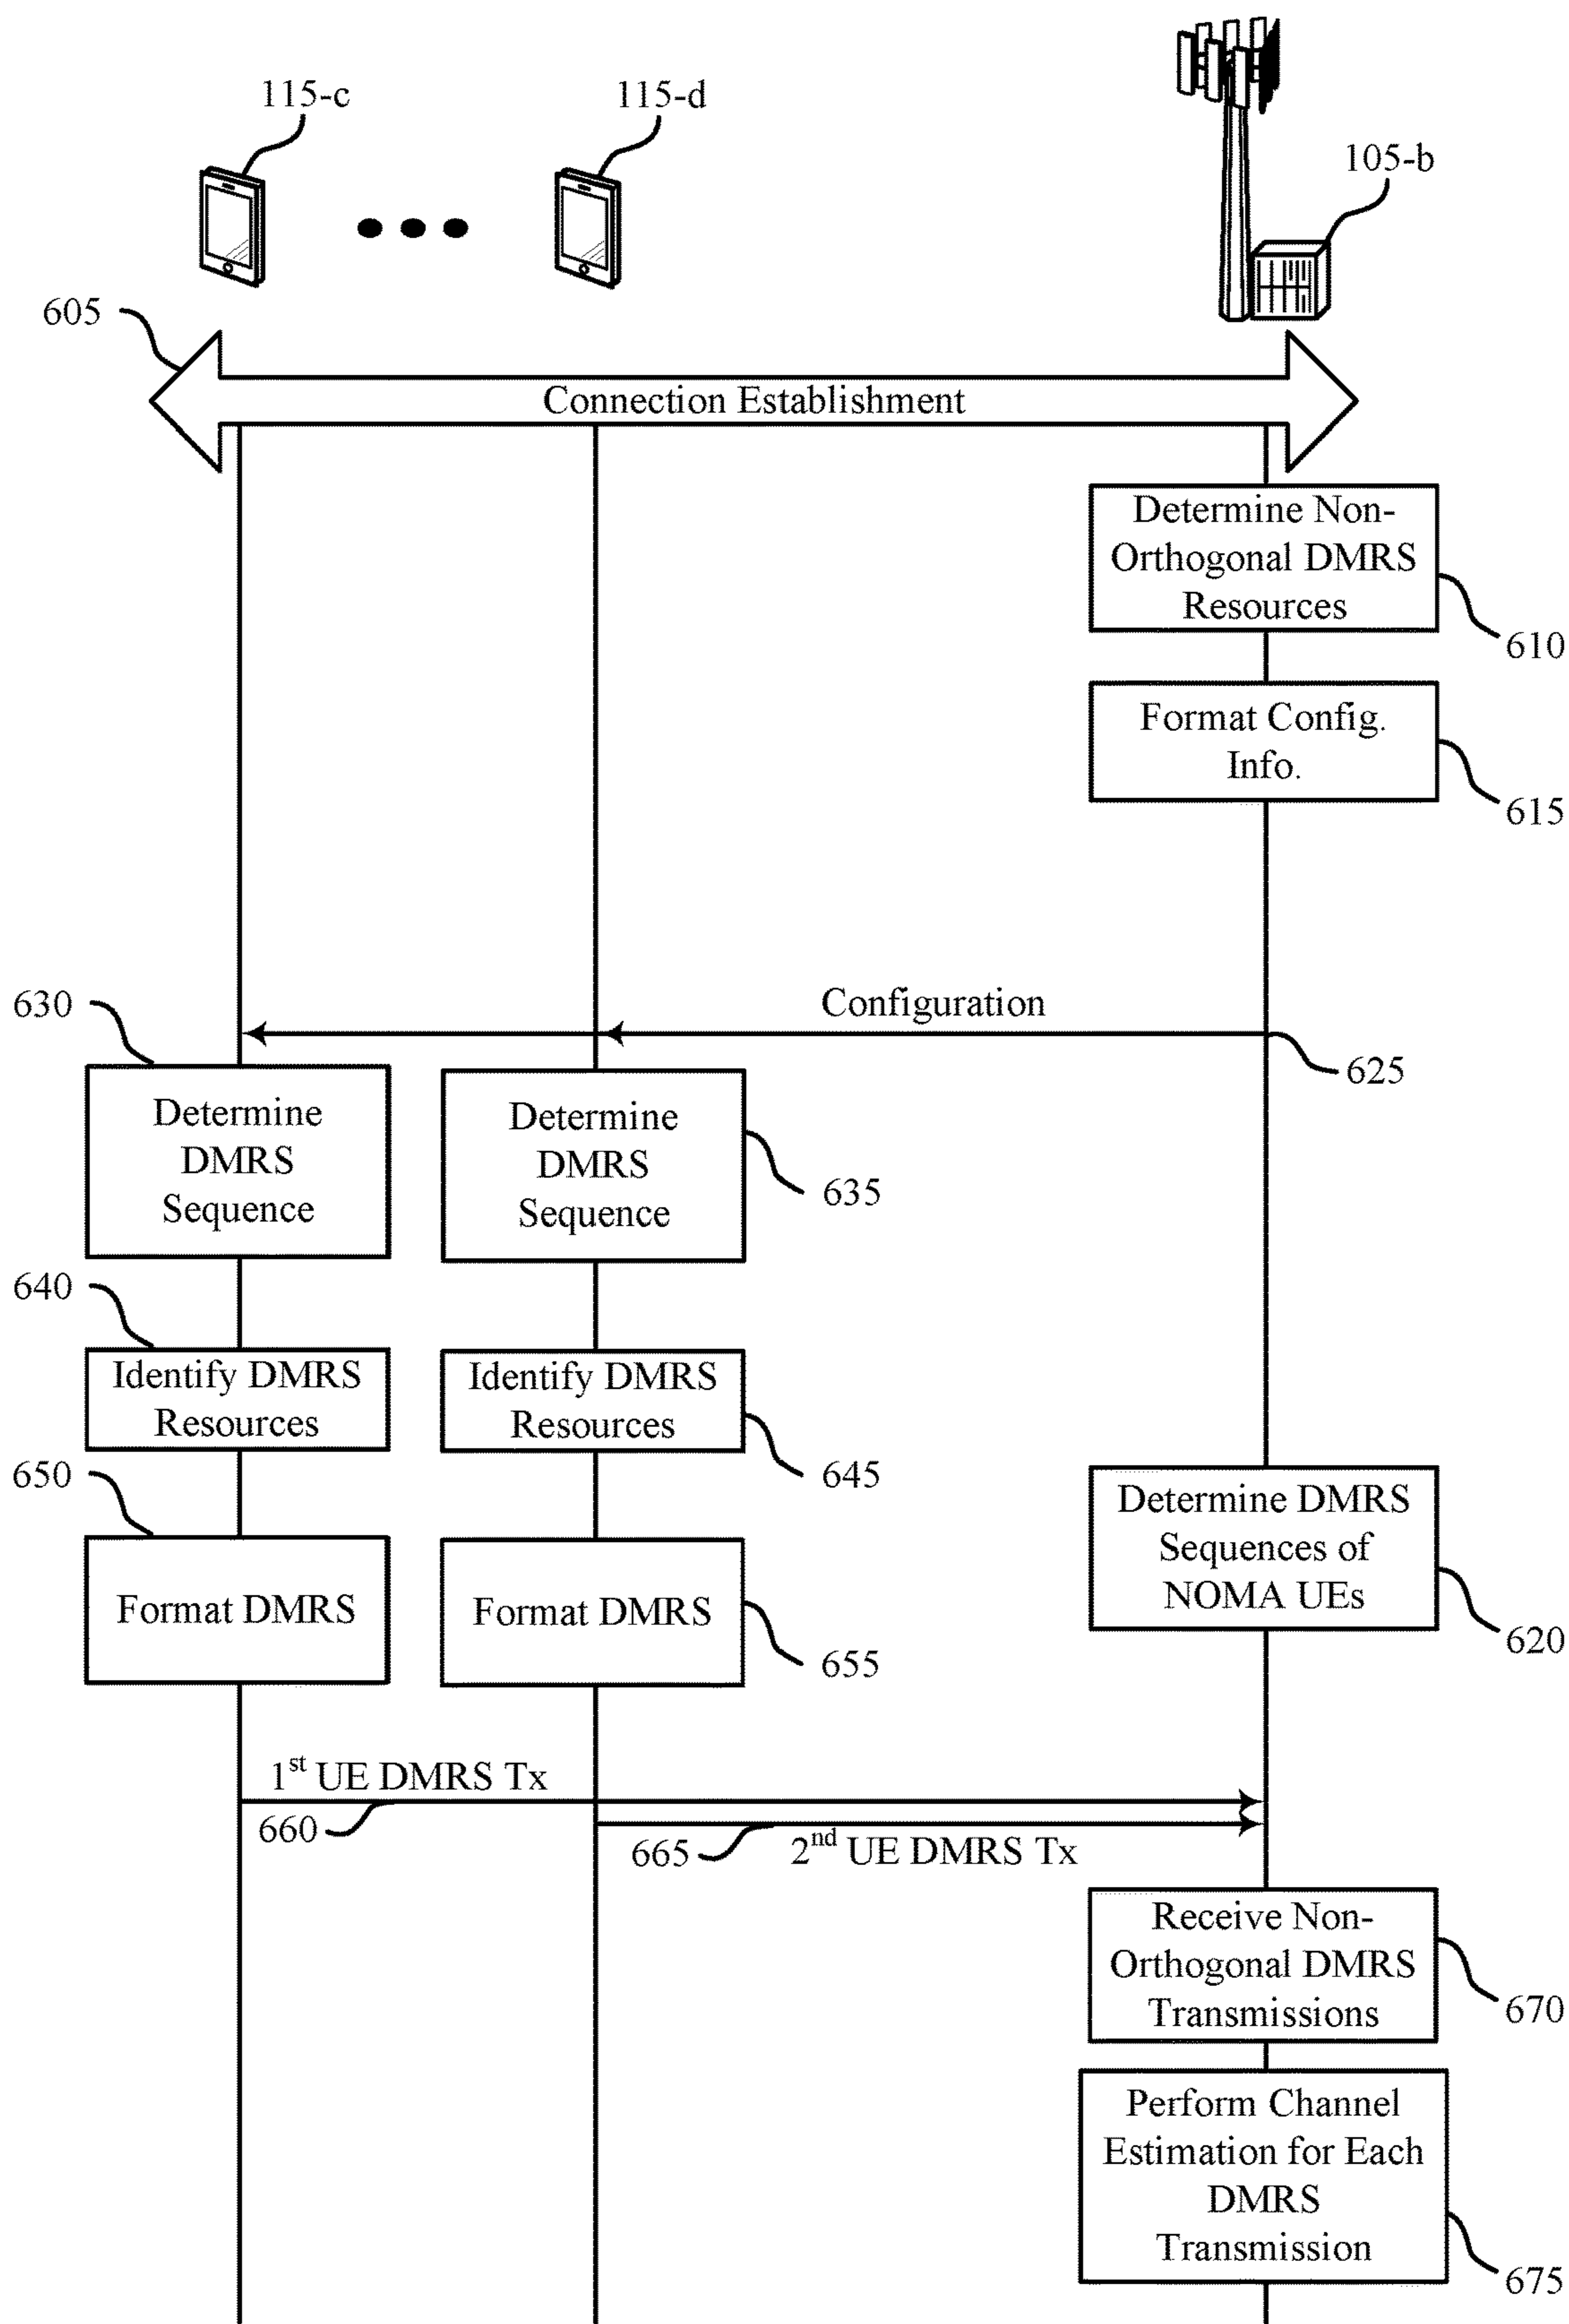 115-c
115-d
105-b
605
Connection Establishment
Determine Non-
Orthogonal DMRS
Resources
610
Format Config.
Info.
615
Configuration
625
630
Determine
DMRS
Sequence
Determine
DMRS
Sequence
635
640
Identify DMRS
Resources
Identify DMRS
Resources
645
650
Format DMRS
Format DMRS
655
Determine DMRS
Sequences of
NOMA UEs
620
1st UE DMRS Tx
660
665
2nd UE DMRS Tx
Receive Non-
Orthogonal DMRS
Transmissions
670
Perform Channel
Estimation for Each
DMRS
Transmission
675